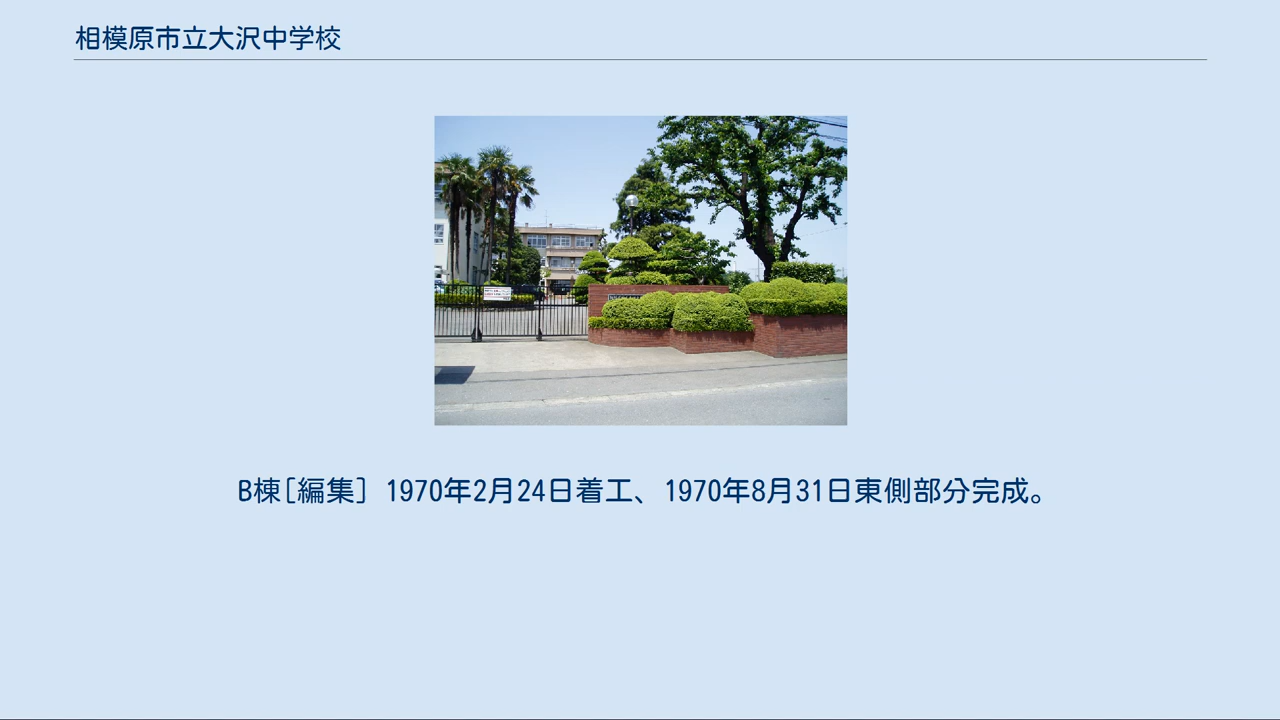 相模原市立大沢中学校
B棟[編集] 1970年2月24日着工、1970年8月31日東側部分完成。